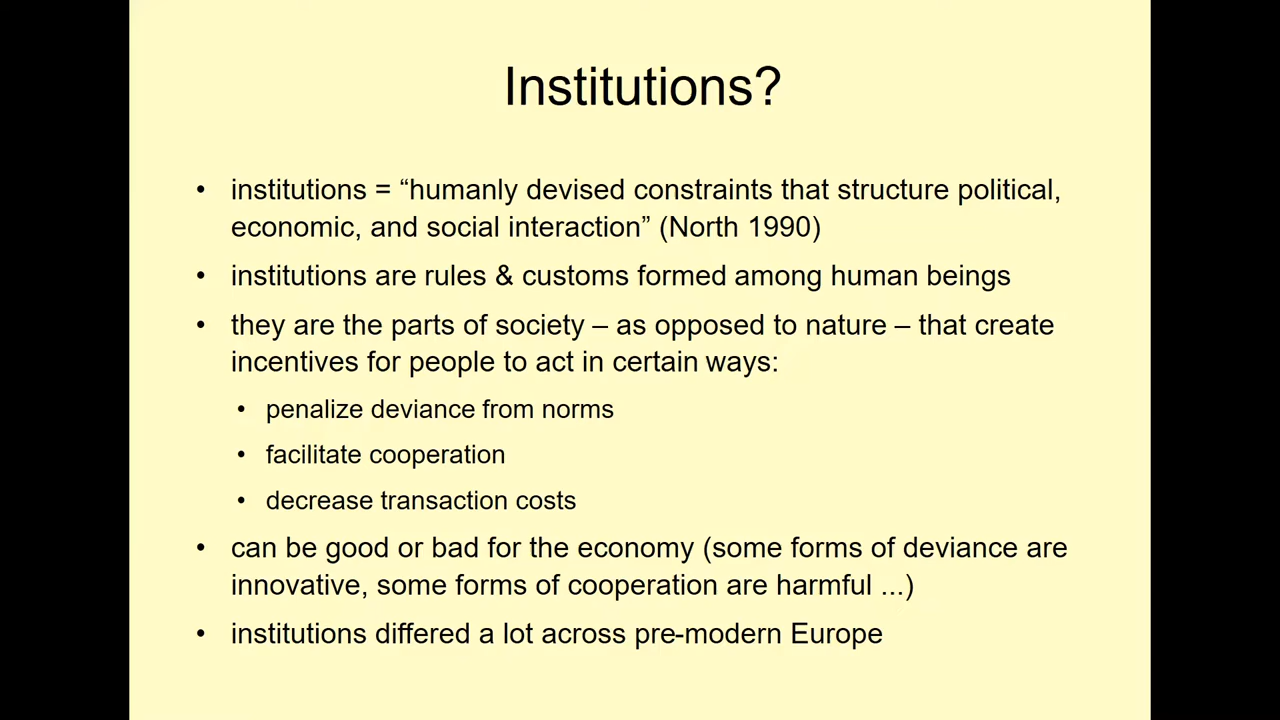 Institutions?
• institutions = “humanly devised constraints that structure political,
economic, and social interaction” (North 1990)
• institutions are rules & customs formed among human beings
• they are the parts of society – as opposed to nature – that create
incentives for people to act in certain ways:
• penalize deviance from norms
• facilitate cooperation
• decrease transaction costs
• can be good or bad for the economy (some forms of deviance are
innovative, some forms of cooperation are harmful ...)
• institutions differed a lot across pre-modern Europe